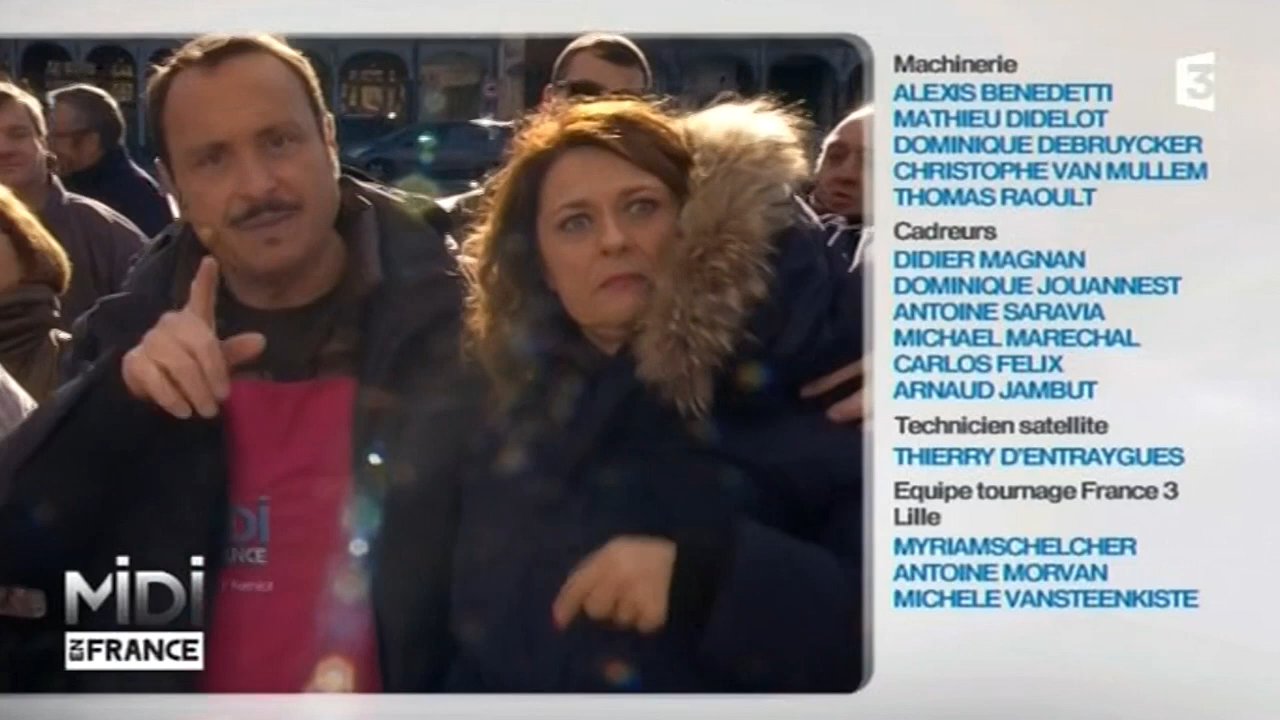 Machinerie
ALEXIS BENEDETTI
MATHIEU DIDELOT
DOMINIQUE DEBRUYCKER
CHRISTOPHE VAN MULLEM
THOMAS RAOULT
Cadreurs
DIDIER MAGNAN
DOMINIQUE JOUANNEST
ANTOINE SARAVIA
MICHAEL MARECHAL
CARLOS FELIX
ARNAUD JAMBUT
Technicien satellite
THIERRY D'ENTRAYGUES
Equipe tournage France 3
Lille
MYRIAMSCHELCHER
ANTOINE MORVAN
MICHELE VANSTEENKISTE
3
MiDi
EN FRANCE